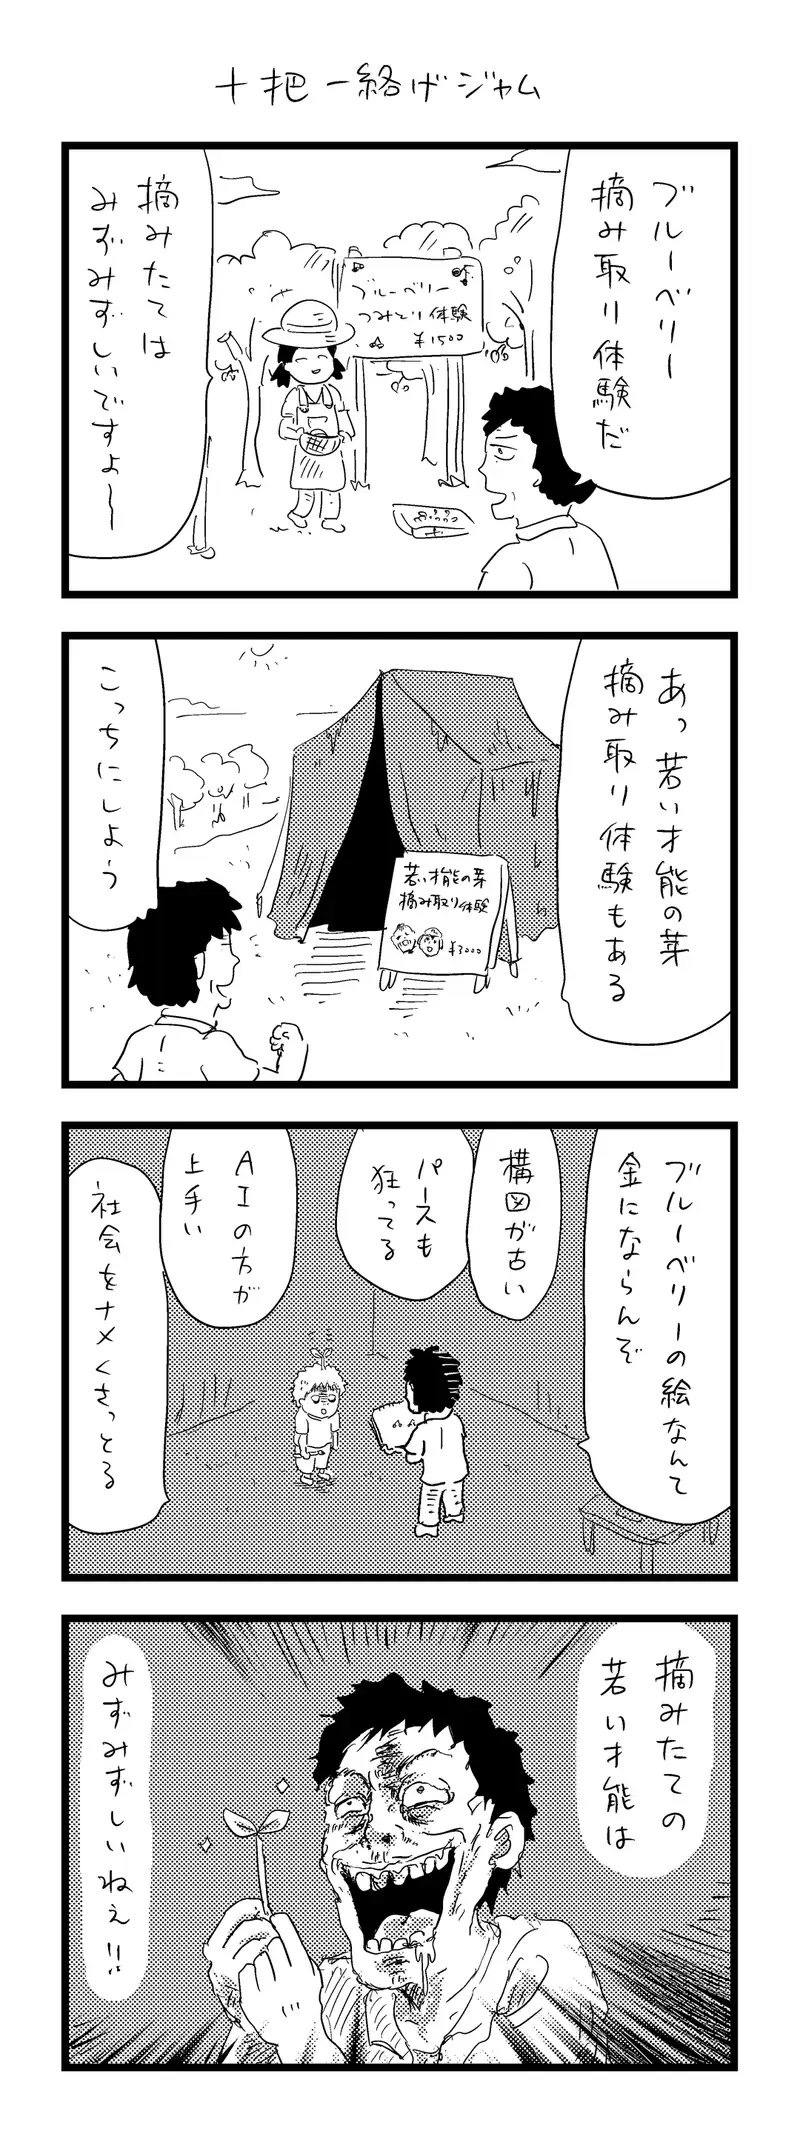 十把一絡げジャム
ブルーベリー
摘み取り体験だ
ブルーベリー
つみとり体験
¥1500
摘みたては
みずみずしいですよ〜
あっ若い才能の芽
摘み取り体験もある
若い才能の芽
摘み取り体験
¥3000
こっちにしよう
ブルーベリーの絵なんて
金にならんぞ
構図が古い
パースも
狂ってる
AIの方が
上手い
社会をナメくさっとる
摘みたての
若い才能は
みずみずしいねぇ!!